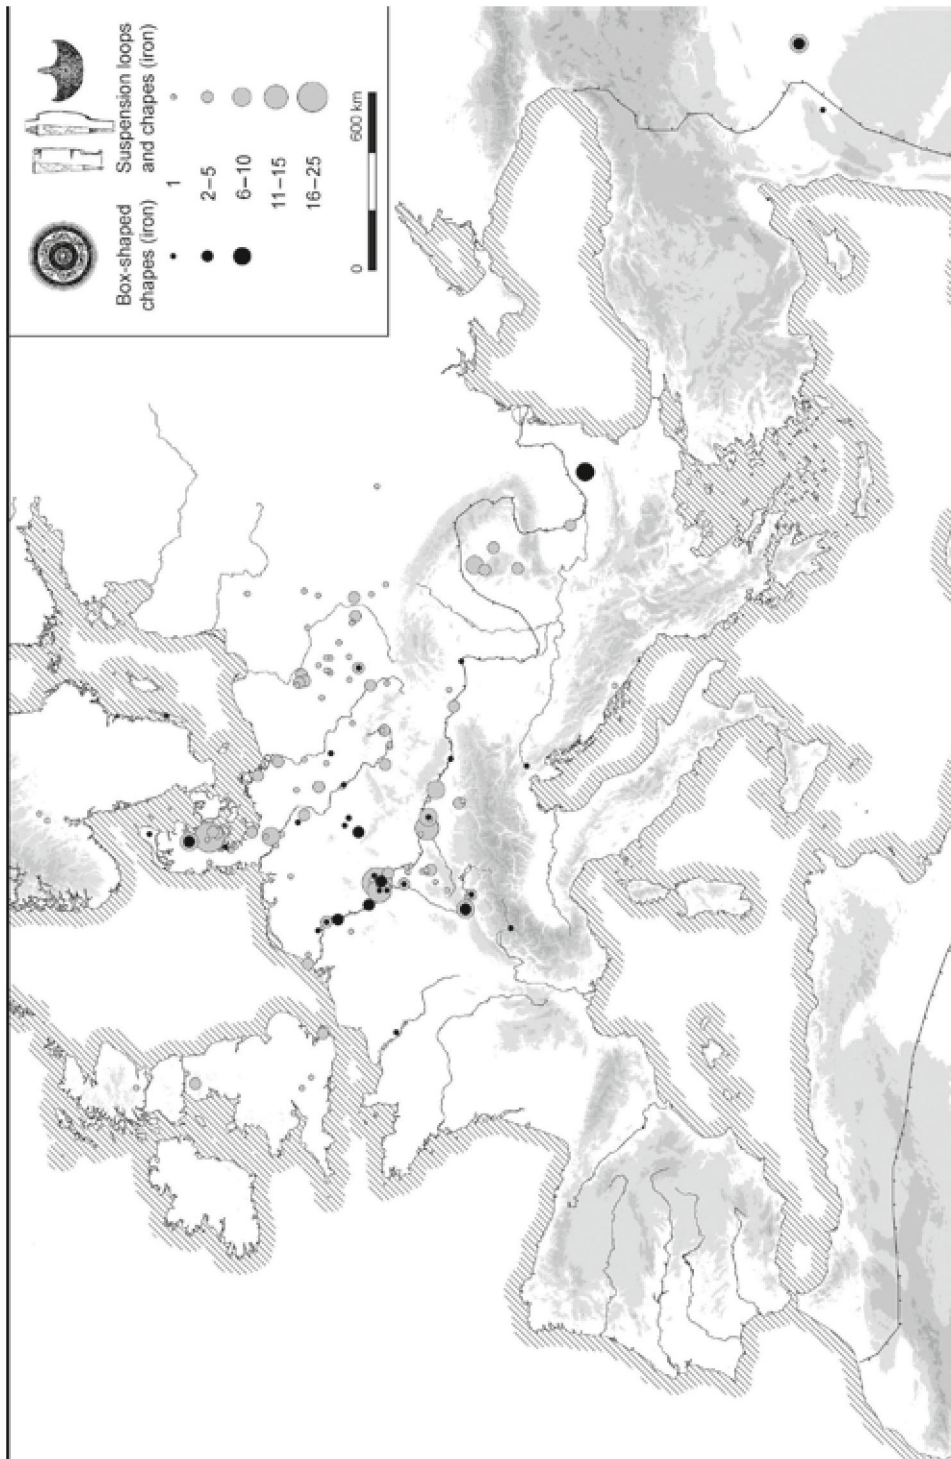 Box-shaped
chapes (iron)
Suspension loops
and chapes (iron)
1
2–5
6–10
11–15
16–25
0
600 km